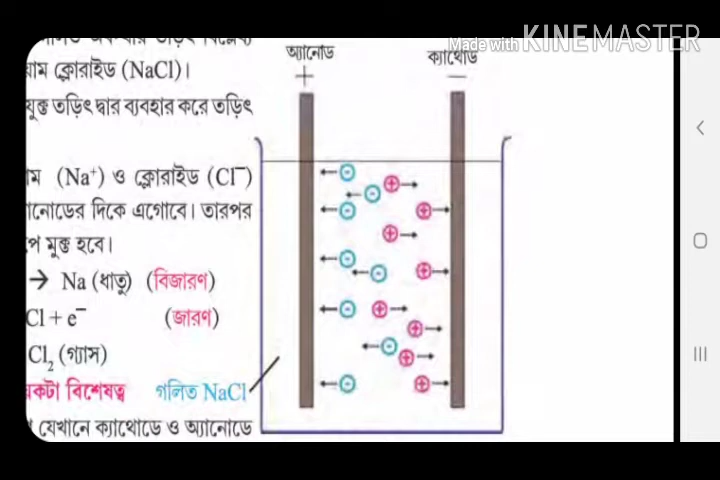 Made with KINEMASTER
অ্যানোড
ক্যাথোড
+
−
ক্লোরাইড (NaCl)।
তড়িৎ দ্বার ব্যবহার করে তড়িৎ
(Na⁺) ও ক্লোরাইড (Cl⁻)
দিকে এগোবে। তারপর
মুক্ত হবে।
→ Na (ধাতু) (বিজারণ)
Cl + e⁻ (জারণ)
Cl₂ (গ্যাস)
বিশেষত্ব গলিত NaCl
যেখানে ক্যাথোডে ও অ্যানোডে